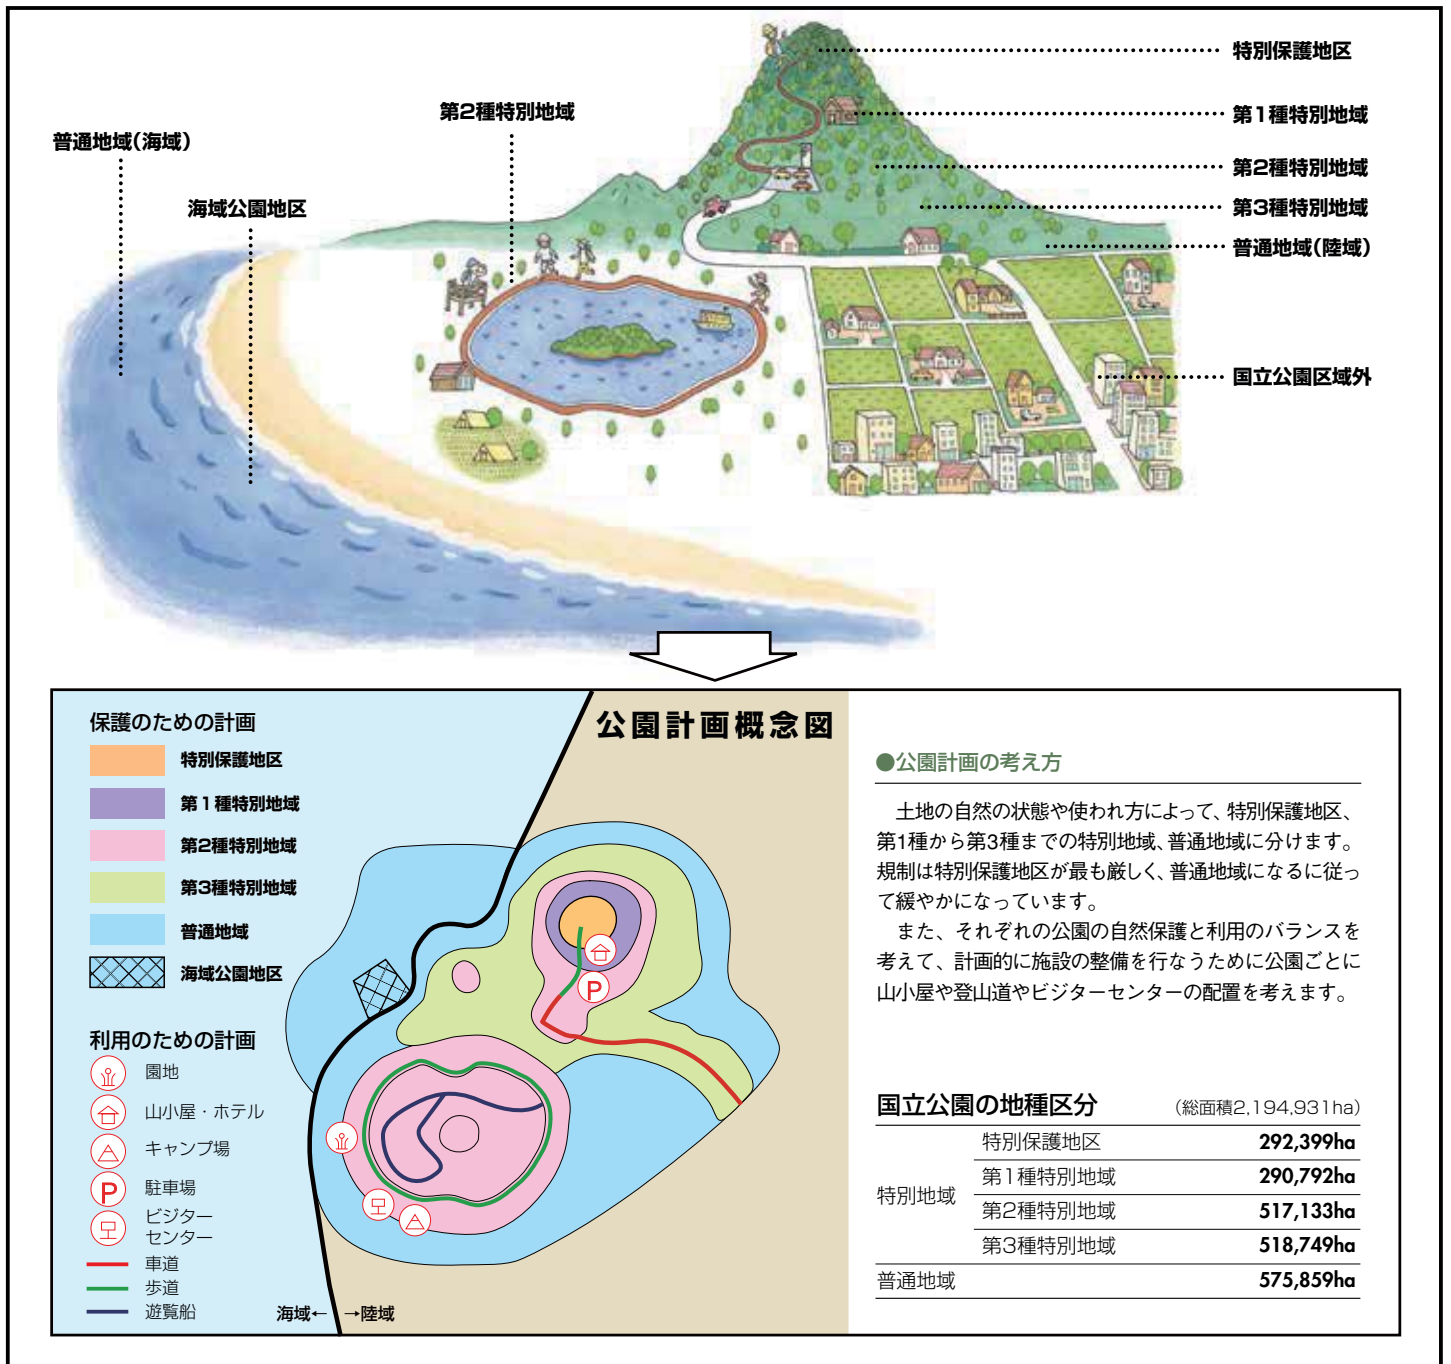 特別保護地区
第1種特別地域
第2種特別地域
第3種特別地域
普通地域(陸域)
国立公園区域外
第2種特別地域
普通地域(海域)
海域公園地区
公園計画概念図
保護のための計画
特別保護地区
第1種特別地域
第2種特別地域
第3種特別地域
普通地域
海域公園地区
利用のための計画
園地
山小屋・ホテル
キャンプ場
P
駐車場
ビジター
センター
車道
歩道
遊覧船
P
海域← →陸域
●公園計画の考え方
土地の自然の状態や使われ方によって、特別保護地区、
第1種から第3種までの特別地域、普通地域に分けます。
規制は特別保護地区が最も厳しく、普通地域になるに従っ
て緩やかになっています。
また、それぞれの公園の自然保護と利用のバランスを
考えて、計画的に施設の整備を行なうために公園ごとに
山小屋や登山道やビジターセンターの配置を考えます。
国立公園の地種区分 (総面積2,194,931ha)
特別地域
特別保護地区 292,399ha
第1種特別地域 290,792ha
第2種特別地域 517,133ha
第3種特別地域 518,749ha
普通地域 575,859ha